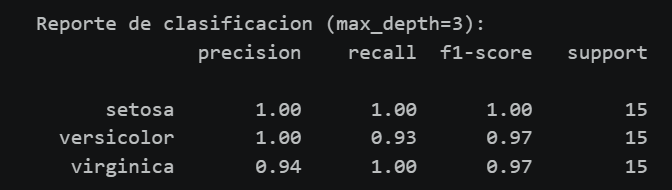 Reporte de clasificacion (max_depth=3):
precision recall f1-score support
setosa 1.00 1.00 1.00 15
versicolor 1.00 0.93 0.97 15
virginica 0.94 1.00 0.97 15